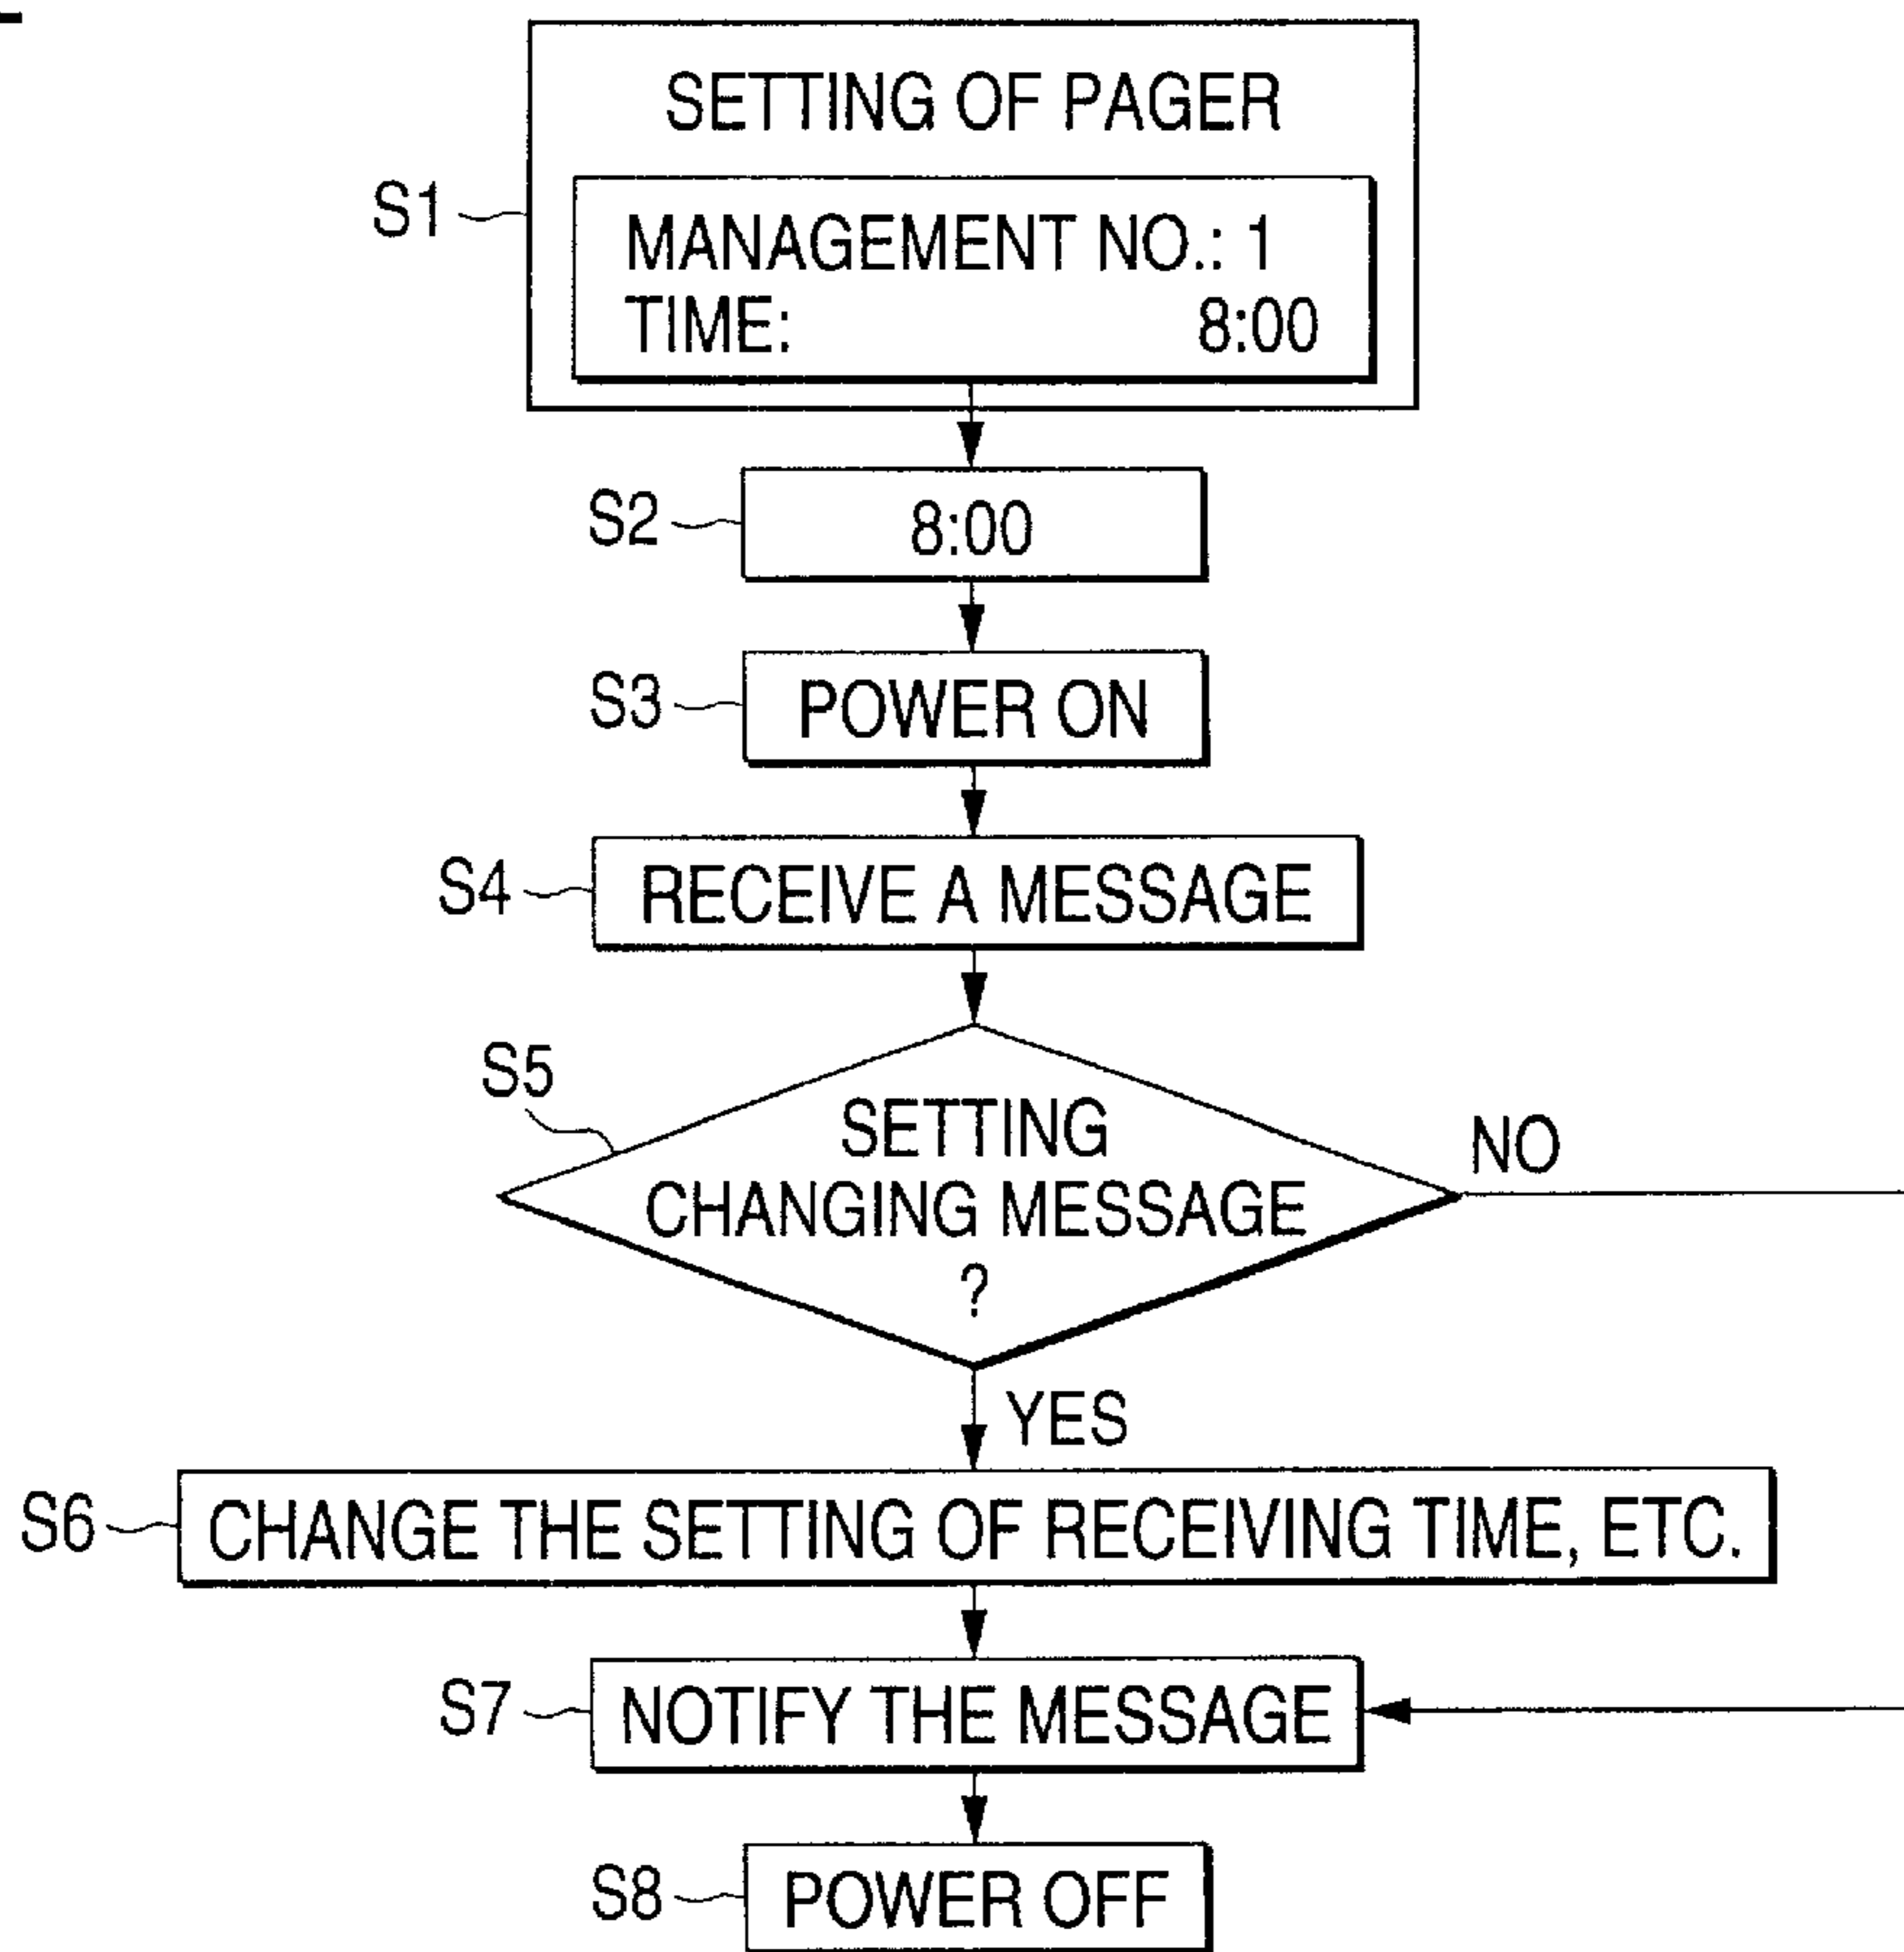 SETTING OF PAGER
S1
MANAGEMENT NO.: 1
TIME: 8:00
S2
8:00
S3
POWER ON
S4
RECEIVE A MESSAGE
S5
SETTING
CHANGING MESSAGE
?
NO
YES
S6
CHANGE THE SETTING OF RECEIVING TIME, ETC.
S7
NOTIFY THE MESSAGE
S8
POWER OFF